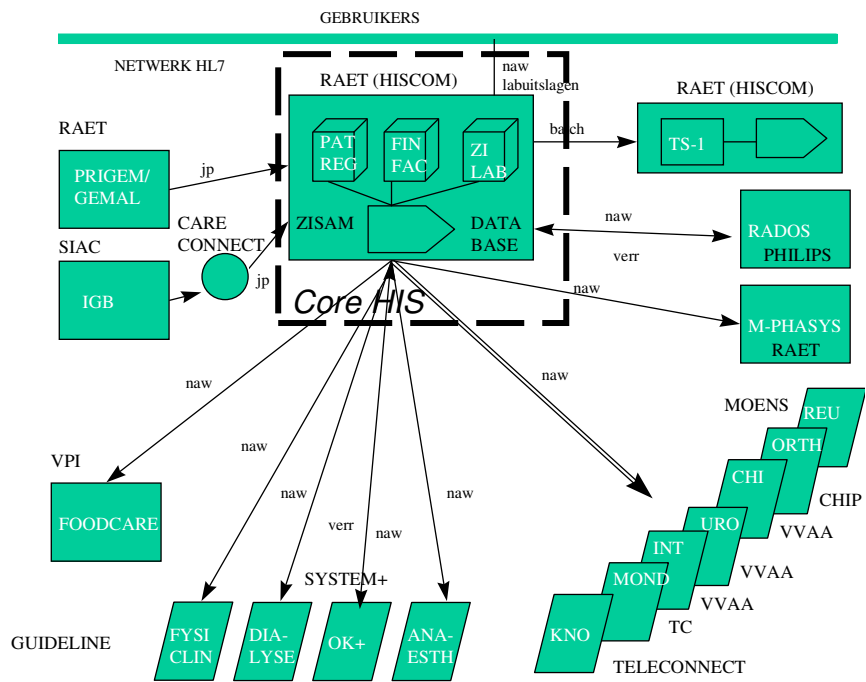 GEBRUIKERS
NETWERK HL7
naw
labuitslagen
RAET (HISCOM)
RAET (HISCOM)
batch
TS-1
RAET
PRIGEM/
GEMAL
jp
PAT
REG
FIN
FAC
ZI
LAB
ZISAM
DATA
BASE
CARE
CONNECT
SIAC
IGB
jp
Core HIS
naw
verr
RADOS
PHILIPS
naw
M-PHASYS
RAET
naw
naw
naw
naw
verr
naw
naw
VPI
FOODCARE
MOENS
REU
ORTH
CHIP
CHI
VVAA
URO
VVAA
INT
VVAA
MOND
TC
KNO
TELECONNECT
SYSTEM+
GUIDELINE
FYSI
CLIN
DIA-
LYSE
OK+
ANA-
ESTH